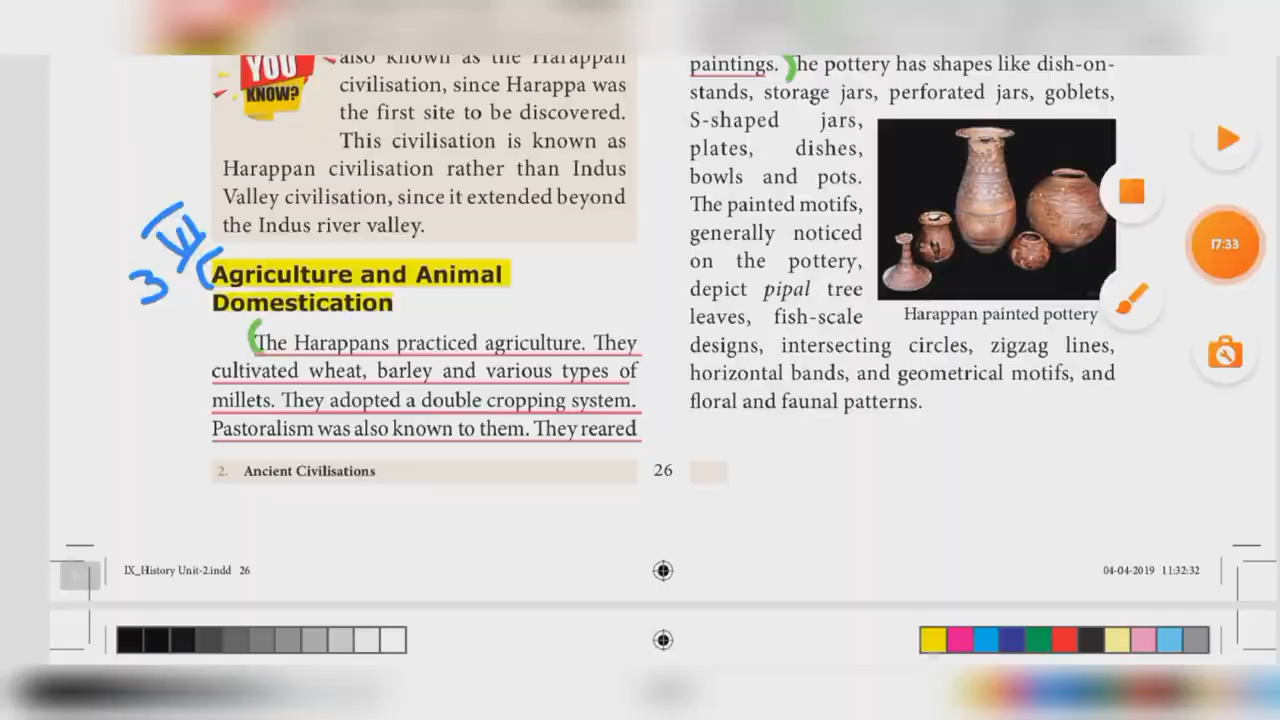 YOU
KNOW?
also known as the Harappan
civilisation, since Harappa was
the first site to be discovered.
This civilisation is known as
Harappan civilisation rather than Indus
Valley civilisation, since it extended beyond
the Indus river valley.
3 VI
Agriculture and Animal
Domestication
The Harappans practiced agriculture. They
cultivated wheat, barley and various types of
millets. They adopted a double cropping system.
Pastoralism was also known to them. They reared
paintings. The pottery has shapes like dish-on-
stands, storage jars, perforated jars, goblets,
S-shaped jars,
plates, dishes,
bowls and pots.
The painted motifs,
generally noticed
on the pottery,
depict pipal tree
leaves, fish-scale
designs, intersecting circles, zigzag lines,
horizontal bands, and geometrical motifs, and
floral and faunal patterns.
Harappan painted pottery
17:33
2. Ancient Civilisations
26
IX_History Unit-2.indd 26
04-04-2019 11:32:32